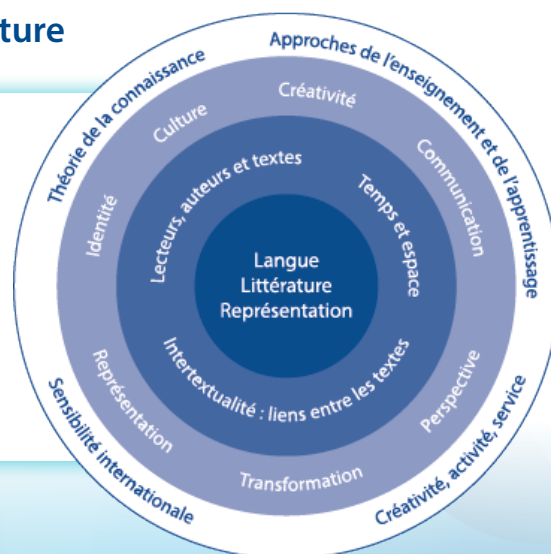 ture
Théorie de la connaissance
Approches de l'enseignement et de l'apprentissage
Sensibilité internationale
Créativité, activité, service
Identité
Culture
Créativité
Communication
Perspective
Transformation
Représentation
Lecteurs, auteurs et textes
Temps et espace
Intertextualité : liens entre les textes
Langue
Littérature
Représentation